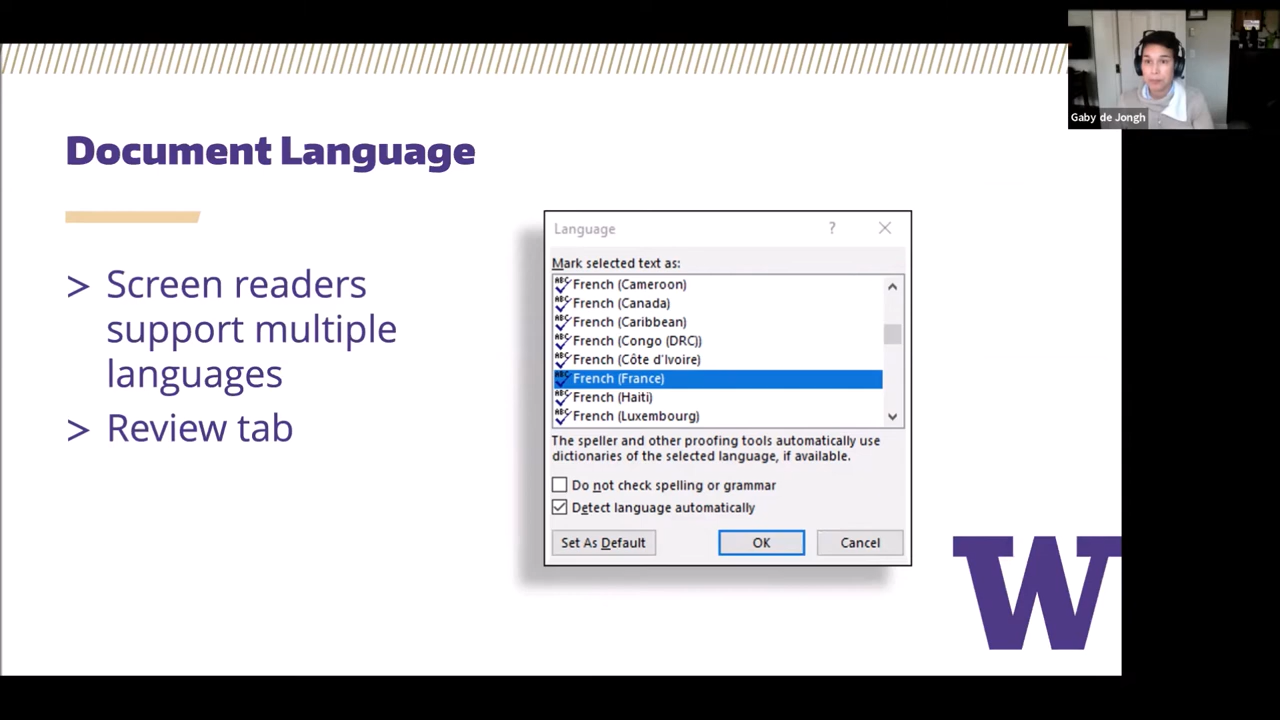 Document Language
> Screen readers
support multiple
languages
> Review tab
Language ?
Mark selected text as:
French (Cameroon)
French (Canada)
French (Caribbean)
French (Congo (DRC))
French (Côte d'Ivoire)
French (France)
French (Haiti)
French (Luxembourg)
The speller and other proofing tools automatically use
dictionaries of the selected language, if available.
Do not check spelling or grammar
Detect language automatically
Set As Default OK Cancel
W
Gaby de Jongh